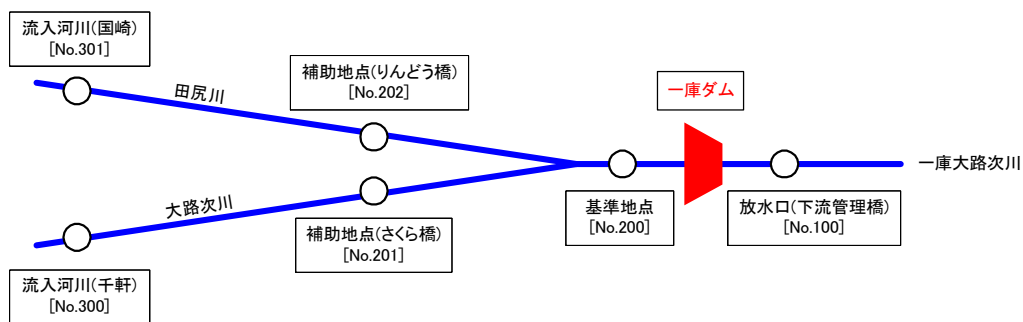 流入河川(国崎)
[No.301]
田尻川
補助地点(りんどう橋)
[No.202]
一庫ダム
一庫大路次川
大路次川
基準地点
[No.200]
放水口(下流管理橋)
[No.100]
補助地点(さくら橋)
[No.201]
流入河川(千軒)
[No.300]